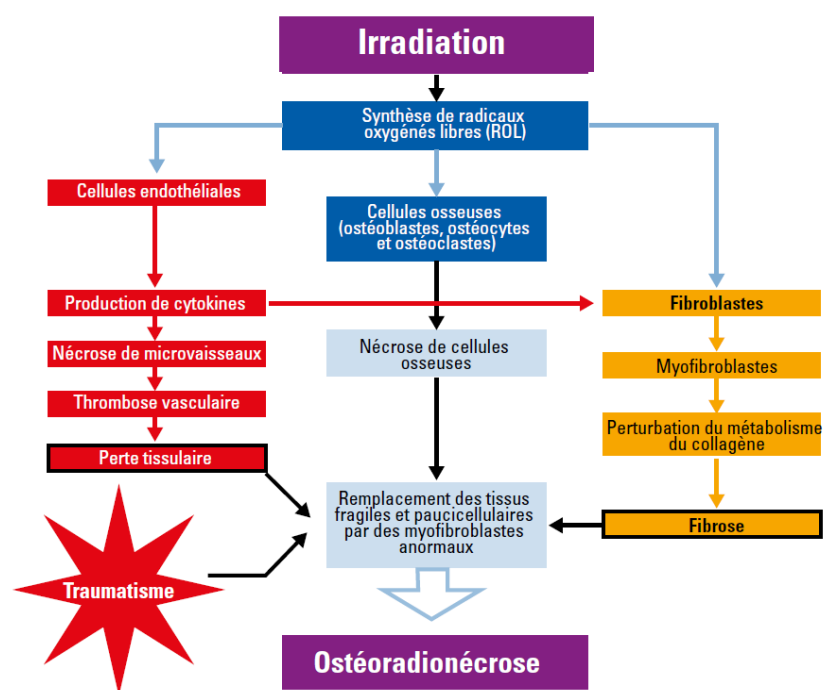 Irradiation
Synthèse de radicaux
oxygénés libres (ROL)
Cellules endothéliales
Cellules osseuses
(ostéoblastes, ostéocytes
et ostéoclastes)
Production de cytokines
Fibroblastes
Nécrose de microvaisseaux
Nécrose de cellules
osseuses
Myofibroblastes
Thrombose vasculaire
Perturbation du métabolisme
du collagène
Perte tissulaire
Remplacement des tissus
fragiles et paucicellulaires
par des myofibroblastes
anormaux
Fibrose
Traumatisme
Ostéoradionécrose